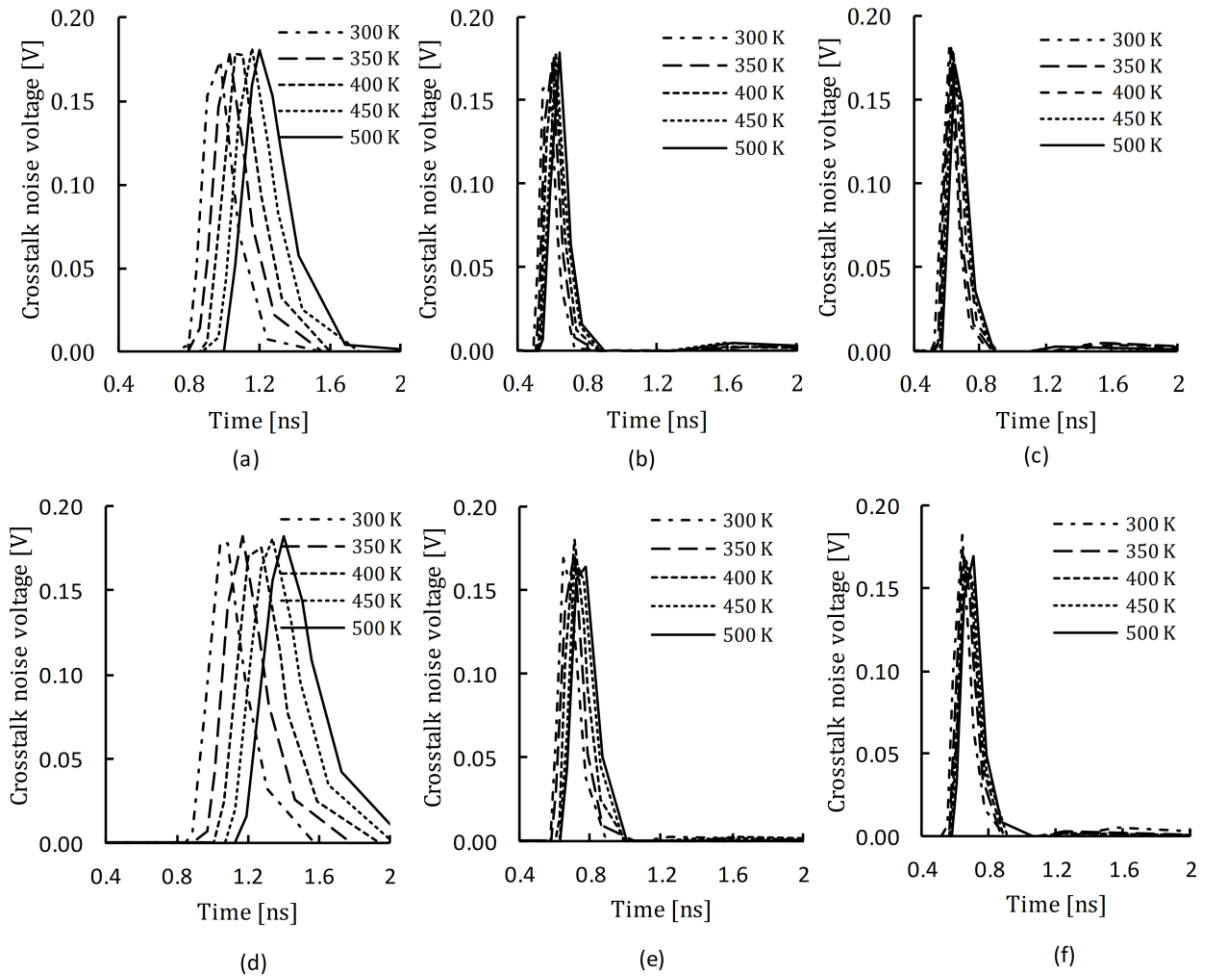 Crosstalk noise voltage [V]
0.20
0.15
0.10
0.05
0.00
0.4 0.8 1.2 1.6 2
Time [ns]
300 K
350 K
400 K
450 K
500 K
(a)
Crosstalk noise voltage [V]
0.20
0.15
0.10
0.05
0.00
0.4 0.8 1.2 1.6 2
Time [ns]
300 K
350 K
400 K
450 K
500 K
(b)
Crosstalk noise voltage [V]
0.20
0.15
0.10
0.05
0.00
0.4 0.8 1.2 1.6 2
Time [ns]
300 K
350 K
400 K
450 K
500 K
(c)
Crosstalk noise voltage [V]
0.20
0.15
0.10
0.05
0.00
0.4 0.8 1.2 1.6 2
Time [ns]
300 K
350 K
400 K
450 K
500 K
(d)
Crosstalk noise voltage [V]
0.20
0.15
0.10
0.05
0.00
0.4 0.8 1.2 1.6 2
Time [ns]
300 K
350 K
400 K
450 K
500 K
(e)
Crosstalk noise voltage [V]
0.20
0.15
0.10
0.05
0.00
0.4 0.8 1.2 1.6 2
Time [ns]
300 K
350 K
400 K
450 K
500 K
(f)